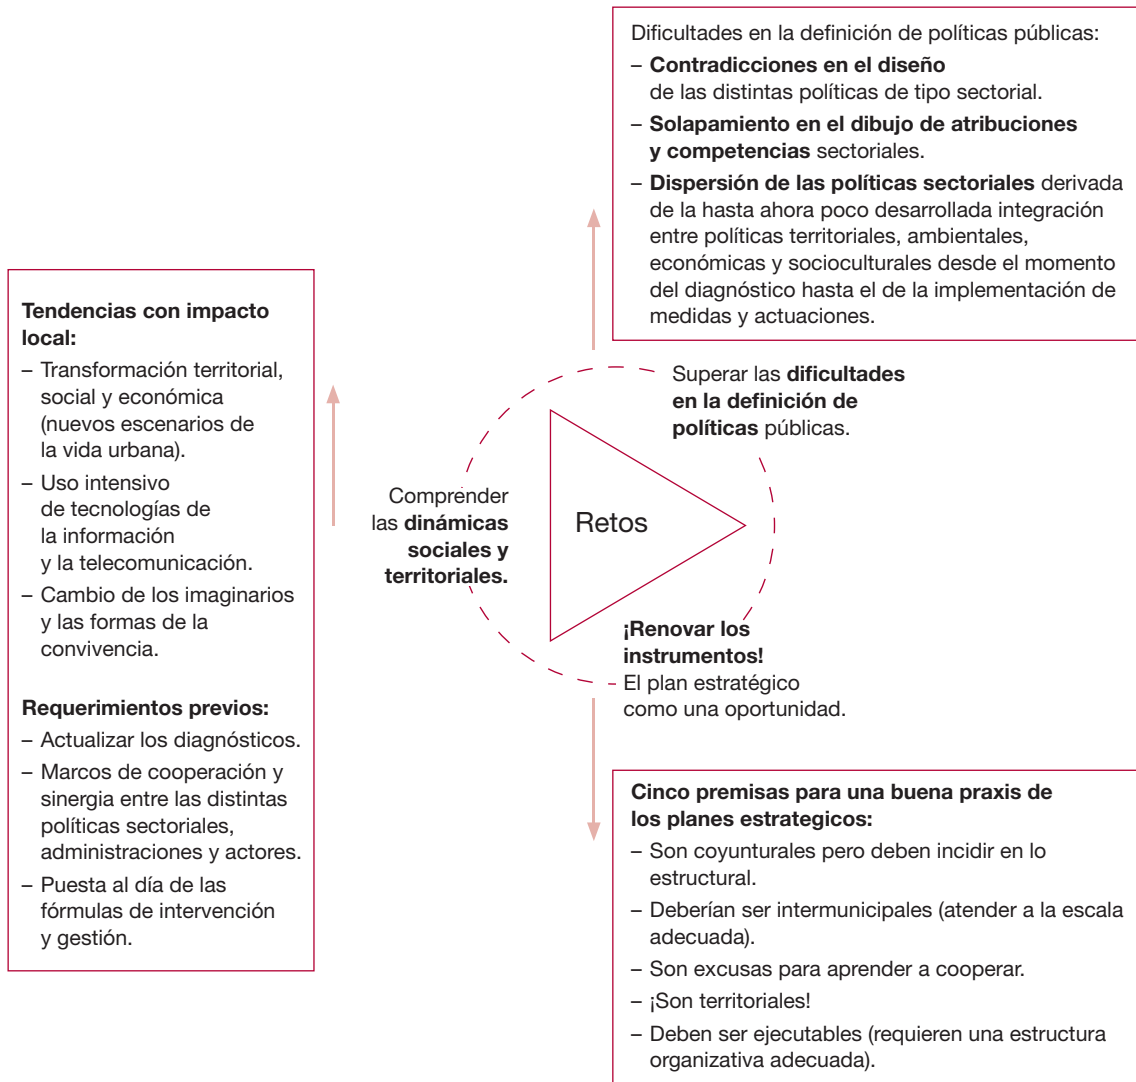 Dificultades en la definición de políticas públicas:
– Contradicciones en el diseño
de las distintas políticas de tipo sectorial.
– Solapamiento en el dibujo de atribuciones
y competencias sectoriales.
– Dispersión de las políticas sectoriales derivada
de la hasta ahora poco desarrollada integración
entre políticas territoriales, ambientales,
económicas y socioculturales desde el momento
del diagnóstico hasta el de la implementación de
medidas y actuaciones.
Tendencias con impacto
local:
– Transformación territorial,
social y económica
(nuevos escenarios de
la vida urbana).
– Uso intensivo
de tecnologías de
la información
y la telecomunicación.
– Cambio de los imaginarios
y las formas de la
convivencia.
Requerimientos previos:
– Actualizar los diagnósticos.
– Marcos de cooperación y
sinergia entre las distintas
políticas sectoriales,
administraciones y actores.
– Puesta al día de las
fórmulas de intervención
y gestión.
Superar las dificultades
en la definición de
políticas públicas.
Comprender
las dinámicas
sociales y
territoriales.
Retos
¡Renovar los
instrumentos!
El plan estratégico
como una oportunidad.
Cinco premisas para una buena praxis de
los planes estrategicos:
– Son coyunturales pero deben incidir en lo
estructural.
– Deberían ser intermunicipales (atender a la escala
adecuada).
– Son excusas para aprender a cooperar.
– ¡Son territoriales!
– Deben ser ejecutables (requieren una estructura
organizativa adecuada).